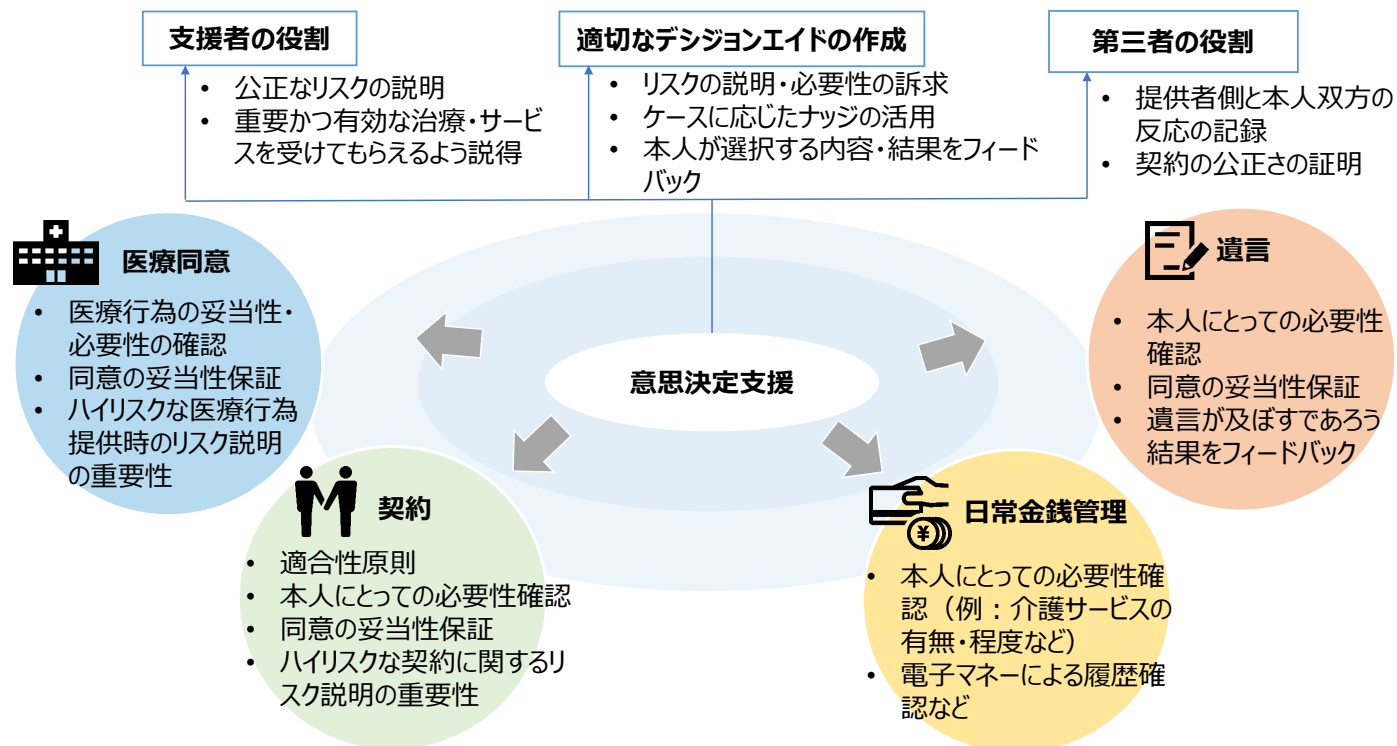 支援者の役割
• 公正なリスクの説明
• 重要かつ有効な治療・サービ
スを受けてもらえるよう説得
適切なデシジョンエイドの作成
• リスクの説明・必要性の訴求
• ケースに応じたナッジの活用
• 本人が選択する内容・結果をフィード
バック
第三者の役割
• 提供者側と本人双方の
反応の記録
• 契約の公正さの証明
医療同意
• 医療行為の妥当性・
必要性の確認
• 同意の妥当性保証
• ハイリスクな医療行為
提供時のリスク説明
の重要性
意思決定支援
遺言
• 本人にとっての必要性
確認
• 同意の妥当性保証
• 遺言が及ぼすであろう
結果をフィードバック
契約
• 適合性原則
• 本人にとっての必要性確認
• 同意の妥当性保証
• ハイリスクな契約に関するリ
スク説明の重要性
¥
日常金銭管理
• 本人にとっての必要性確
認（例：介護サービスの
有無・程度など）
• 電子マネーによる履歴確
認など